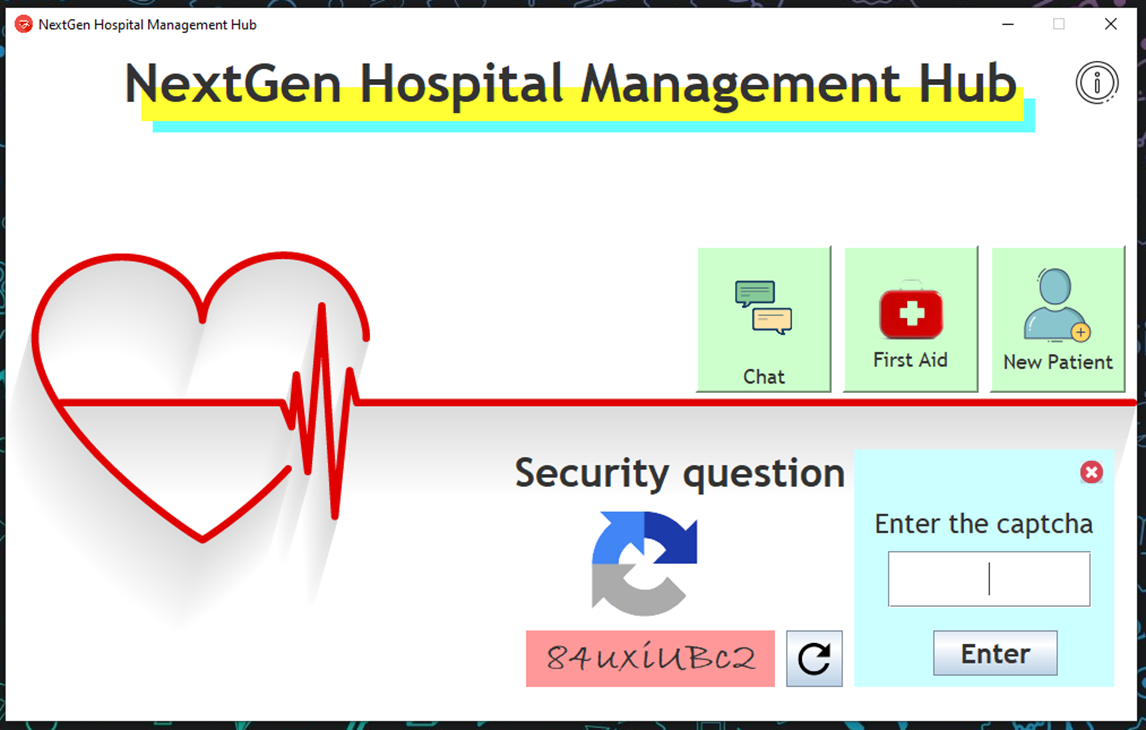 NextGen Hospital Management Hub
NextGen Hospital Management Hub
Chat
First Aid
New Patient
Security question
Enter the captcha
84uxiUBc2
Enter